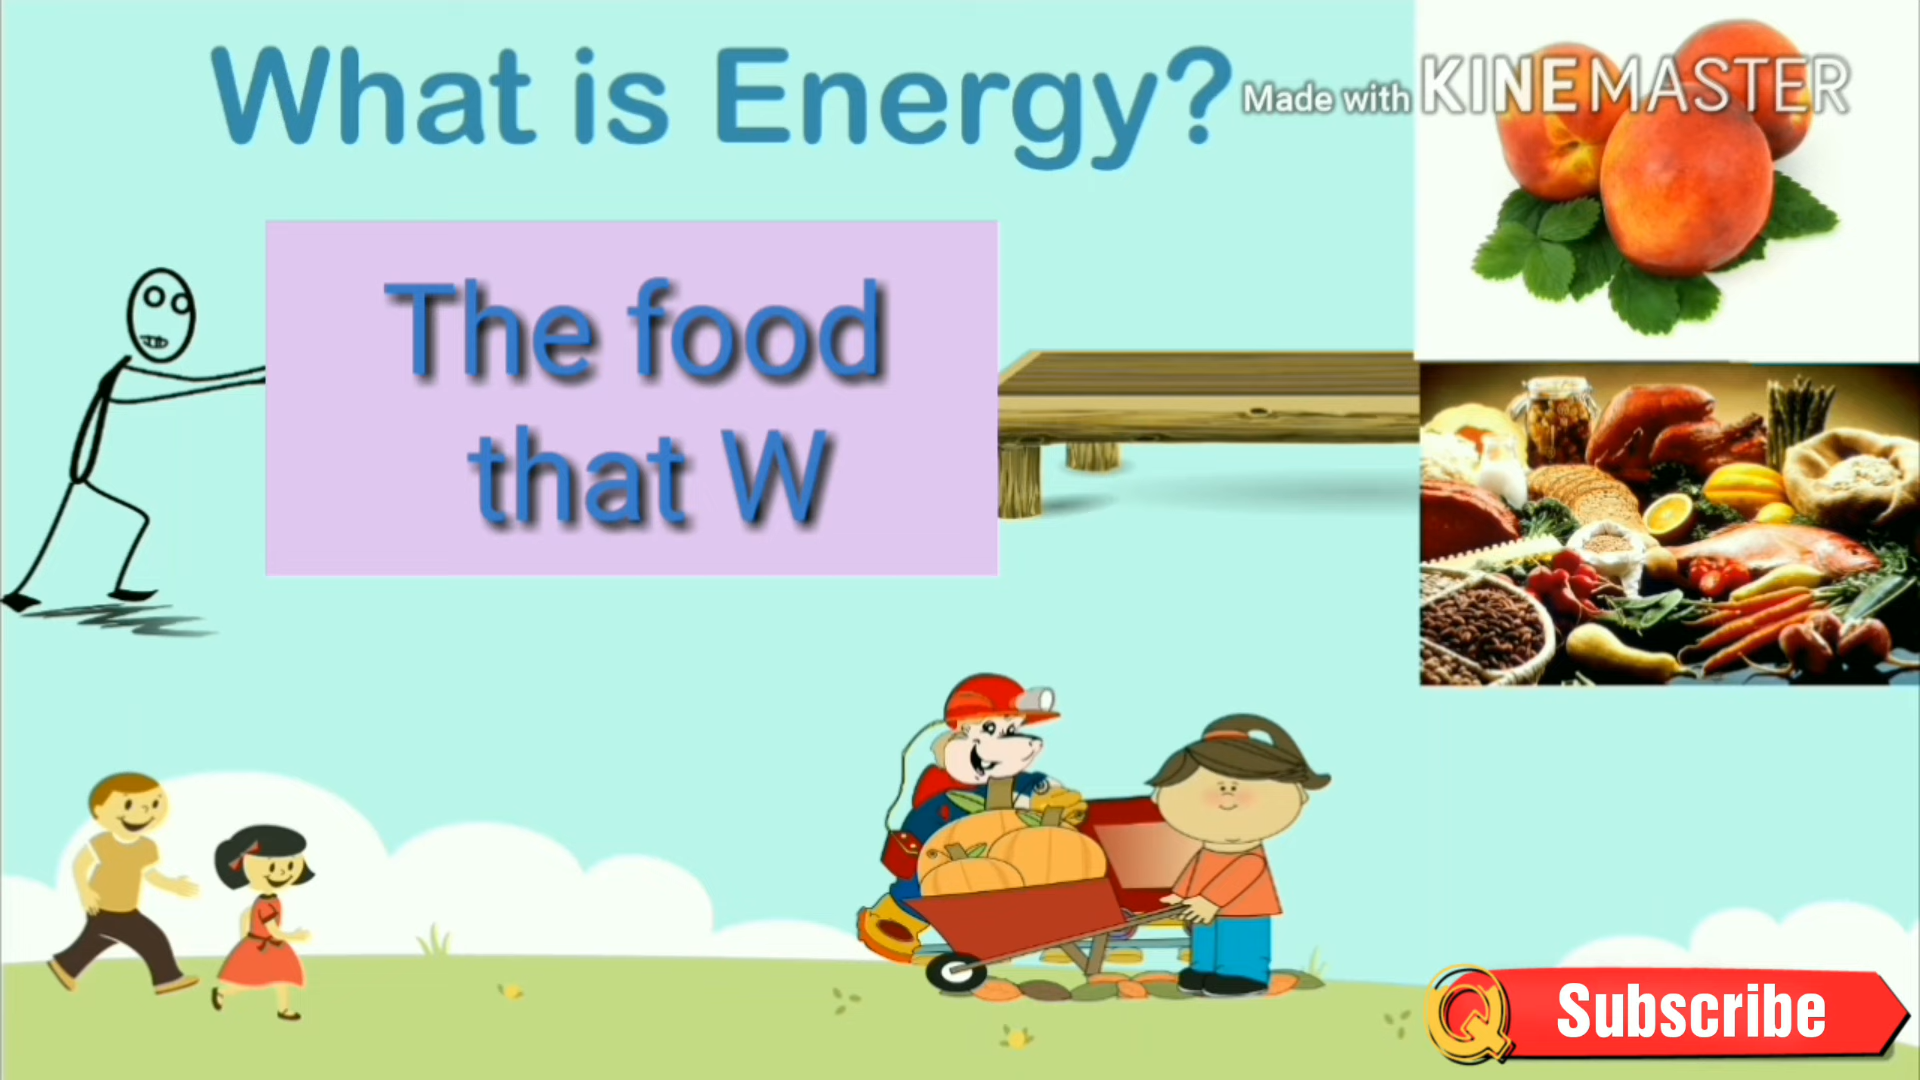 What is Energy?
Made with KINEMASTER
The food
that W
Subscribe